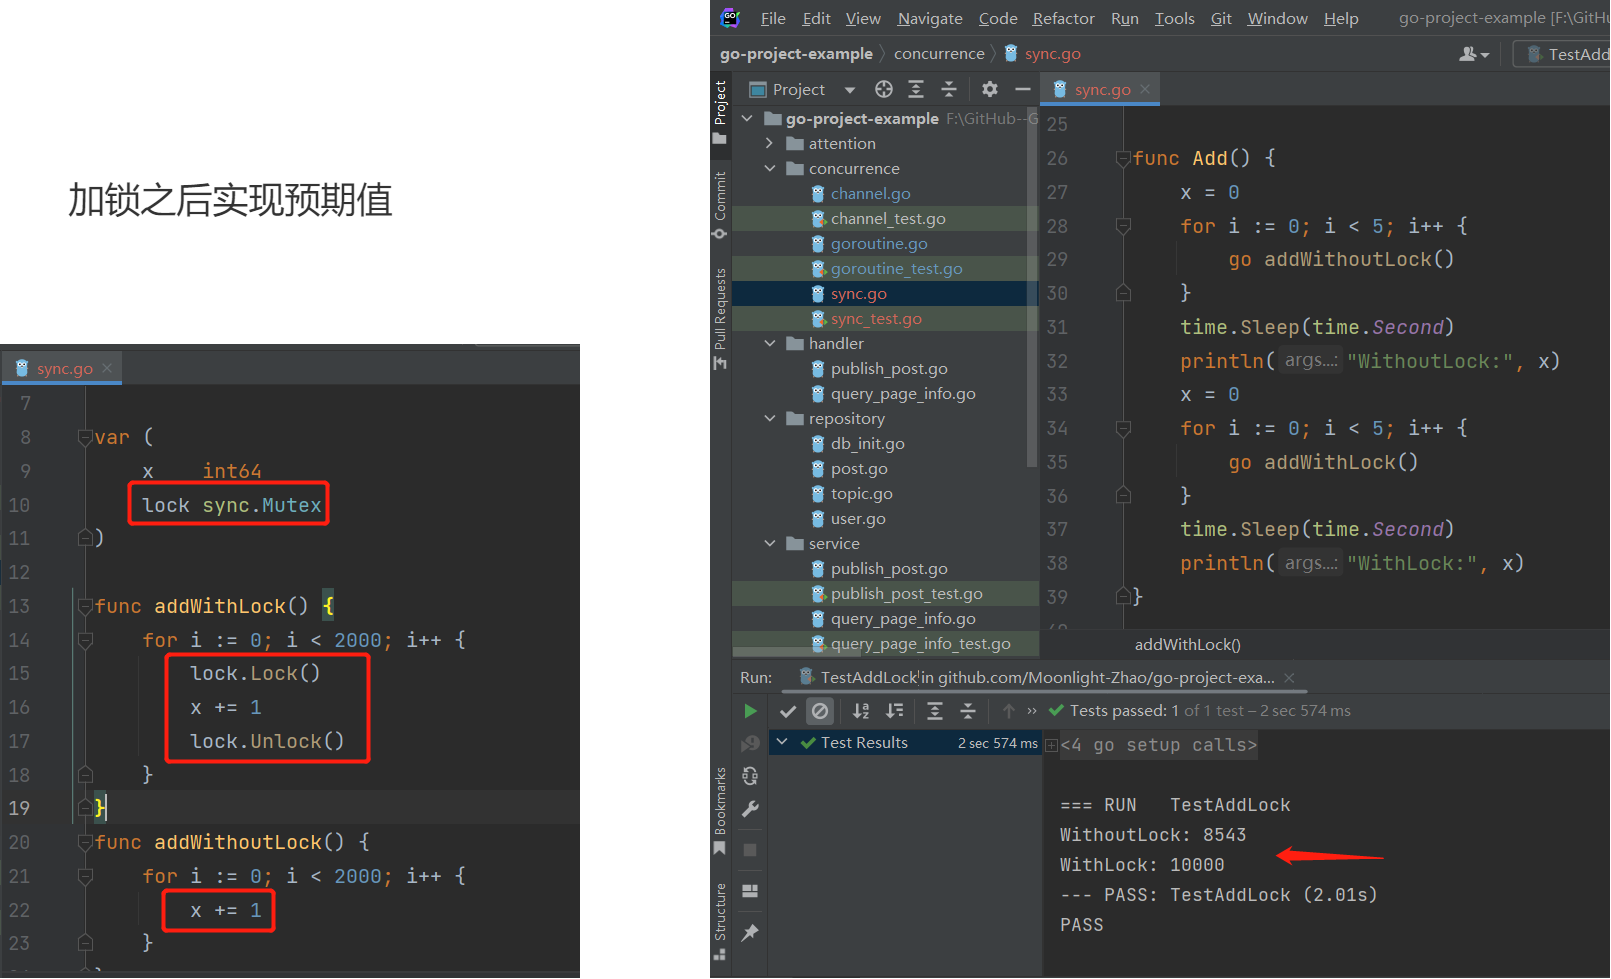 加锁之后实现预期值
sync.go
7
8 var (
9 x int64
10 lock sync.Mutex
11 )
12
13 func addWithLock() {
14 for i := 0; i < 2000; i++ {
15 lock.Lock()
16 x += 1
17 lock.Unlock()
18 }
19 }
20 func addWithoutLock() {
21 for i := 0; i < 2000; i++ {
22 x += 1
23 }
File Edit View Navigate Code Refactor Run Tools Git Window Help go-project-example [F:\GitHu
go-project-example concurrence sync.go TestAdd
Project
Commit
Pull Requests
Bookmarks
Structure
Project
go-project-example F:\GitHub--G
attention
concurrence
channel.go
channel_test.go
goroutine.go
goroutine_test.go
sync.go
sync_test.go
handler
publish_post.go
query_page_info.go
repository
db_init.go
post.go
topic.go
user.go
service
publish_post.go
publish_post_test.go
query_page_info.go
query_page_info_test.go
sync.go
25
26 func Add() {
27 x = 0
28 for i := 0; i < 5; i++ {
29 go addWithoutLock()
30 }
31 time.Sleep(time.Second)
32 println( args...: "WithoutLock:", x)
33 x = 0
34 for i := 0; i < 5; i++ {
35 go addWithLock()
36 }
37 time.Sleep(time.Second)
38 println( args...: "WithLock:", x)
39 }
addWithLock()
Run: TestAddLock in github.com/Moonlight-Zhao/go-project-exa...
Tests passed: 1 of 1 test – 2 sec 574 ms
Test Results 2 sec 574 ms
<4 go setup calls>
=== RUN TestAddLock
WithoutLock: 8543
WithLock: 10000
--- PASS: TestAddLock (2.01s)
PASS